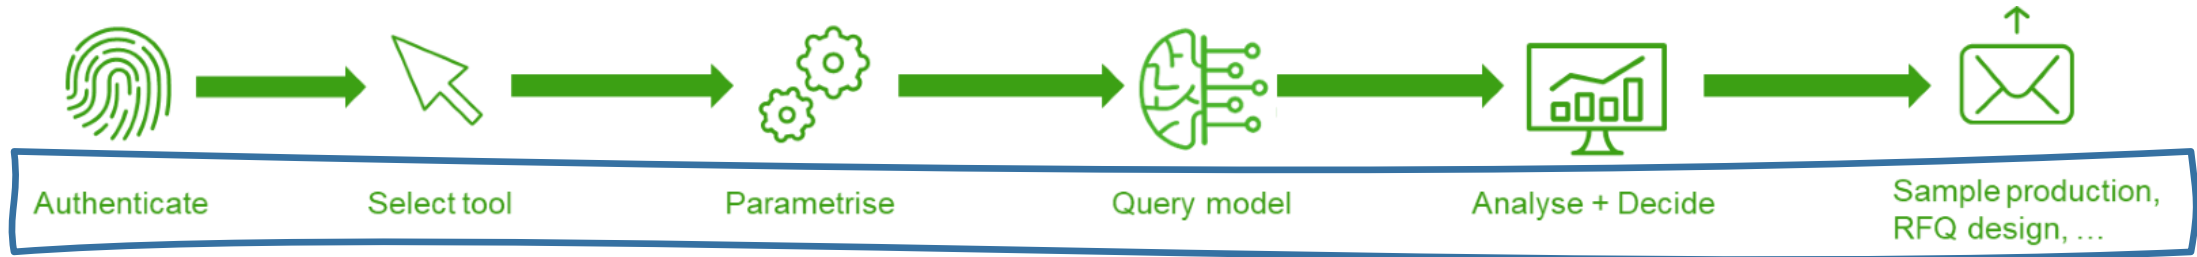 Authenticate
Select tool
Parametrise
Query model
Analyse + Decide
Sample production,
RFQ design, …